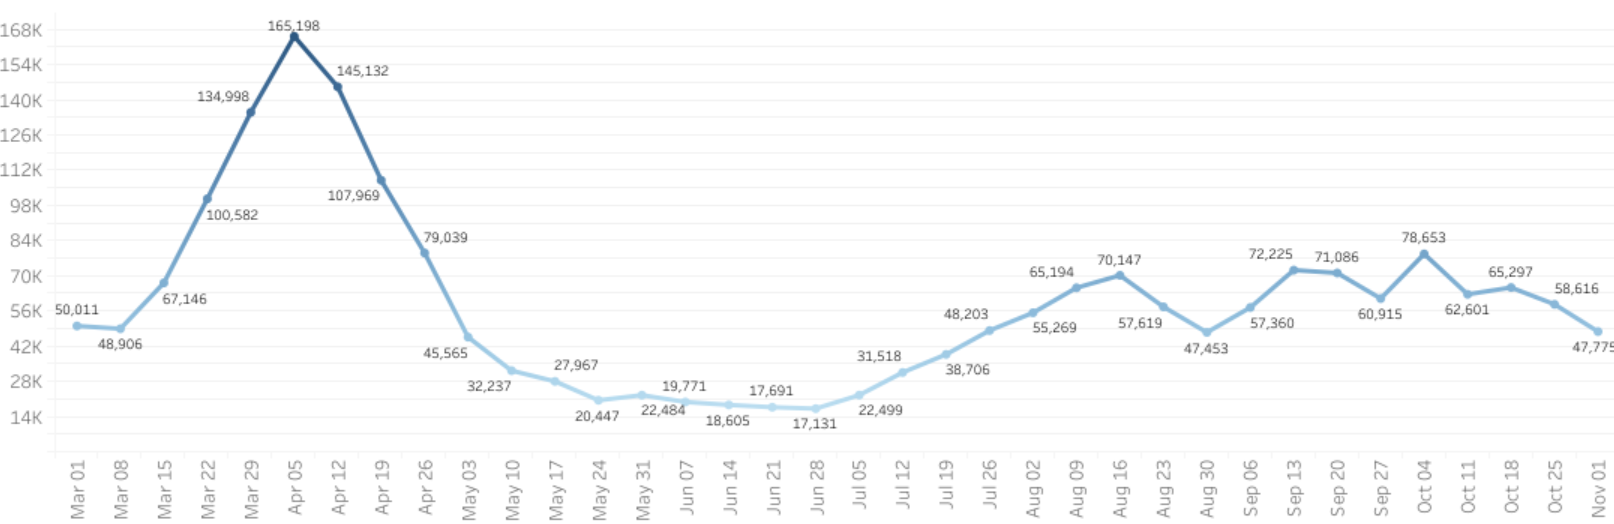 168K
154K
140K
126K
112K
98K
84K
70K
56K
42K
28K
14K
50,011
48,906
67,146
100,582
134,998
165,198
145,132
107,969
79,039
45,565
32,237
27,967
20,447
22,484
19,771
18,605
17,691
17,131
22,499
31,518
38,706
48,203
55,269
65,194
70,147
57,619
47,453
57,360
72,225
71,086
60,915
78,653
62,601
65,297
58,616
47,775
Mar 01
Mar 08
Mar 15
Mar 22
Mar 29
Apr 05
Apr 12
Apr 19
Apr 26
May 03
May 10
May 17
May 24
May 31
Jun 07
Jun 14
Jun 21
Jun 28
Jul 05
Jul 12
Jul 19
Jul 26
Aug 02
Aug 09
Aug 16
Aug 23
Aug 30
Sep 06
Sep 13
Sep 20
Sep 27
Oct 04
Oct 11
Oct 18
Oct 25
Nov 01